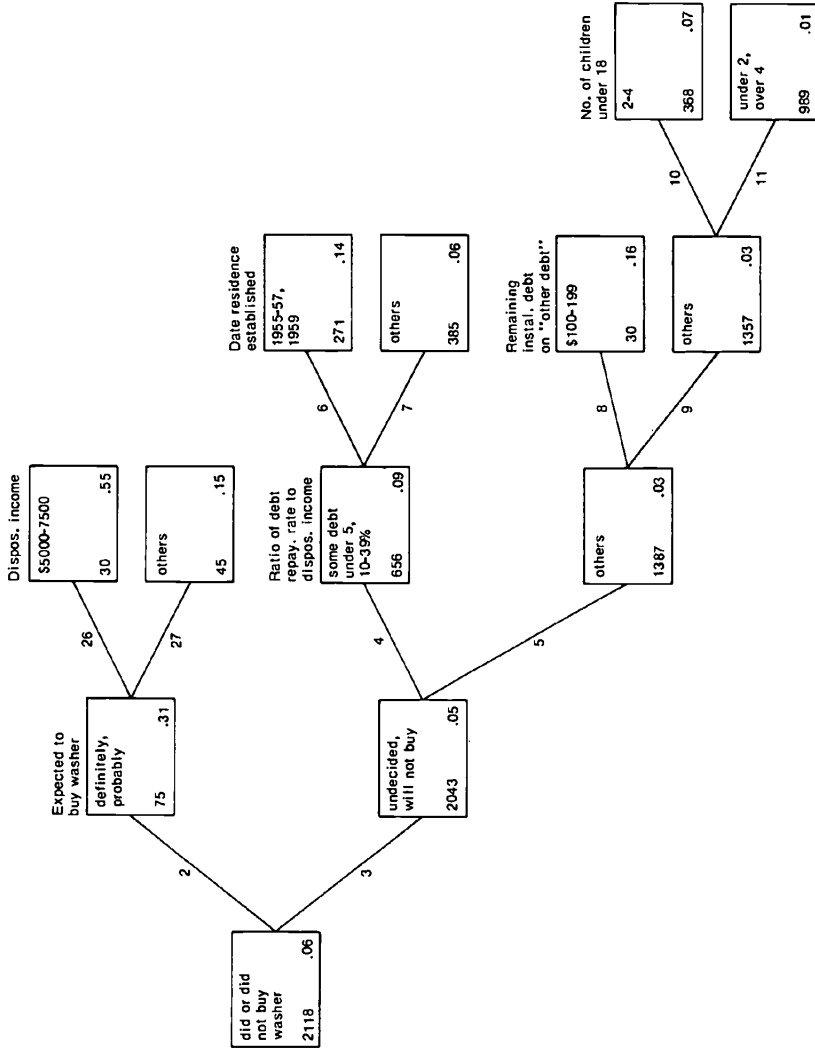 did or did
not buy
washer
2118 .06
2
3
Expected to
buy washer
definitely,
probably
75 .31
undecided,
will not buy
2043 .05
26
27
4
5
Dispos. income
$5000-7500
30 .55
others
45 .15
Ratio of debt
repay. rate to
dispos. income
some debt
under 5,
10-39%
656 .09
others
1387 .03
6
7
8
9
Date residence
established
1955-57,
1959
271 .14
others
385 .06
Remaining
instal. debt
on "other debt"
$100-199
30 .16
others
1357 .03
10
11
No. of children
under 18
2-4
368 .07
under 2,
over 4
989 .01